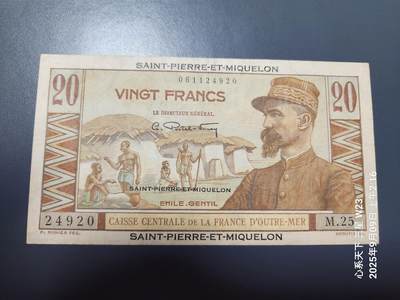 SAINT-PIERRE-ET-MIQUELON
061124920
20
VINGT FRANCS
20
LE DIRECTEUR GÉNÉRAL
SAINT-PIERRE-ET-MIQUELON
EMILE GENTIL
24920
CAISSE CENTRALE DE LA FRANCE D'OUTRE-MER
M.25
SAINT-PIERRE-ET-MIQUELON